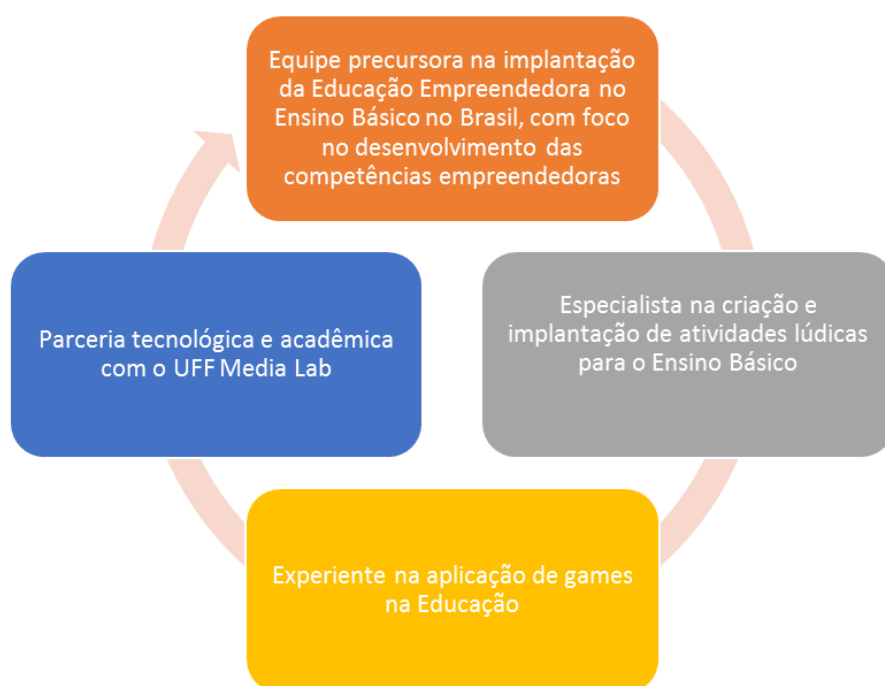 Equipe precursora na implantação
da Educação Empreendedora no
Ensino Básico no Brasil, com foco
no desenvolvimento das
competências empreendedoras
Especialista na criação e
implantação de atividades lúdicas
para o Ensino Básico
Experiente na aplicação de games
na Educação
Parceria tecnológica e acadêmica
com o UFF Media Lab